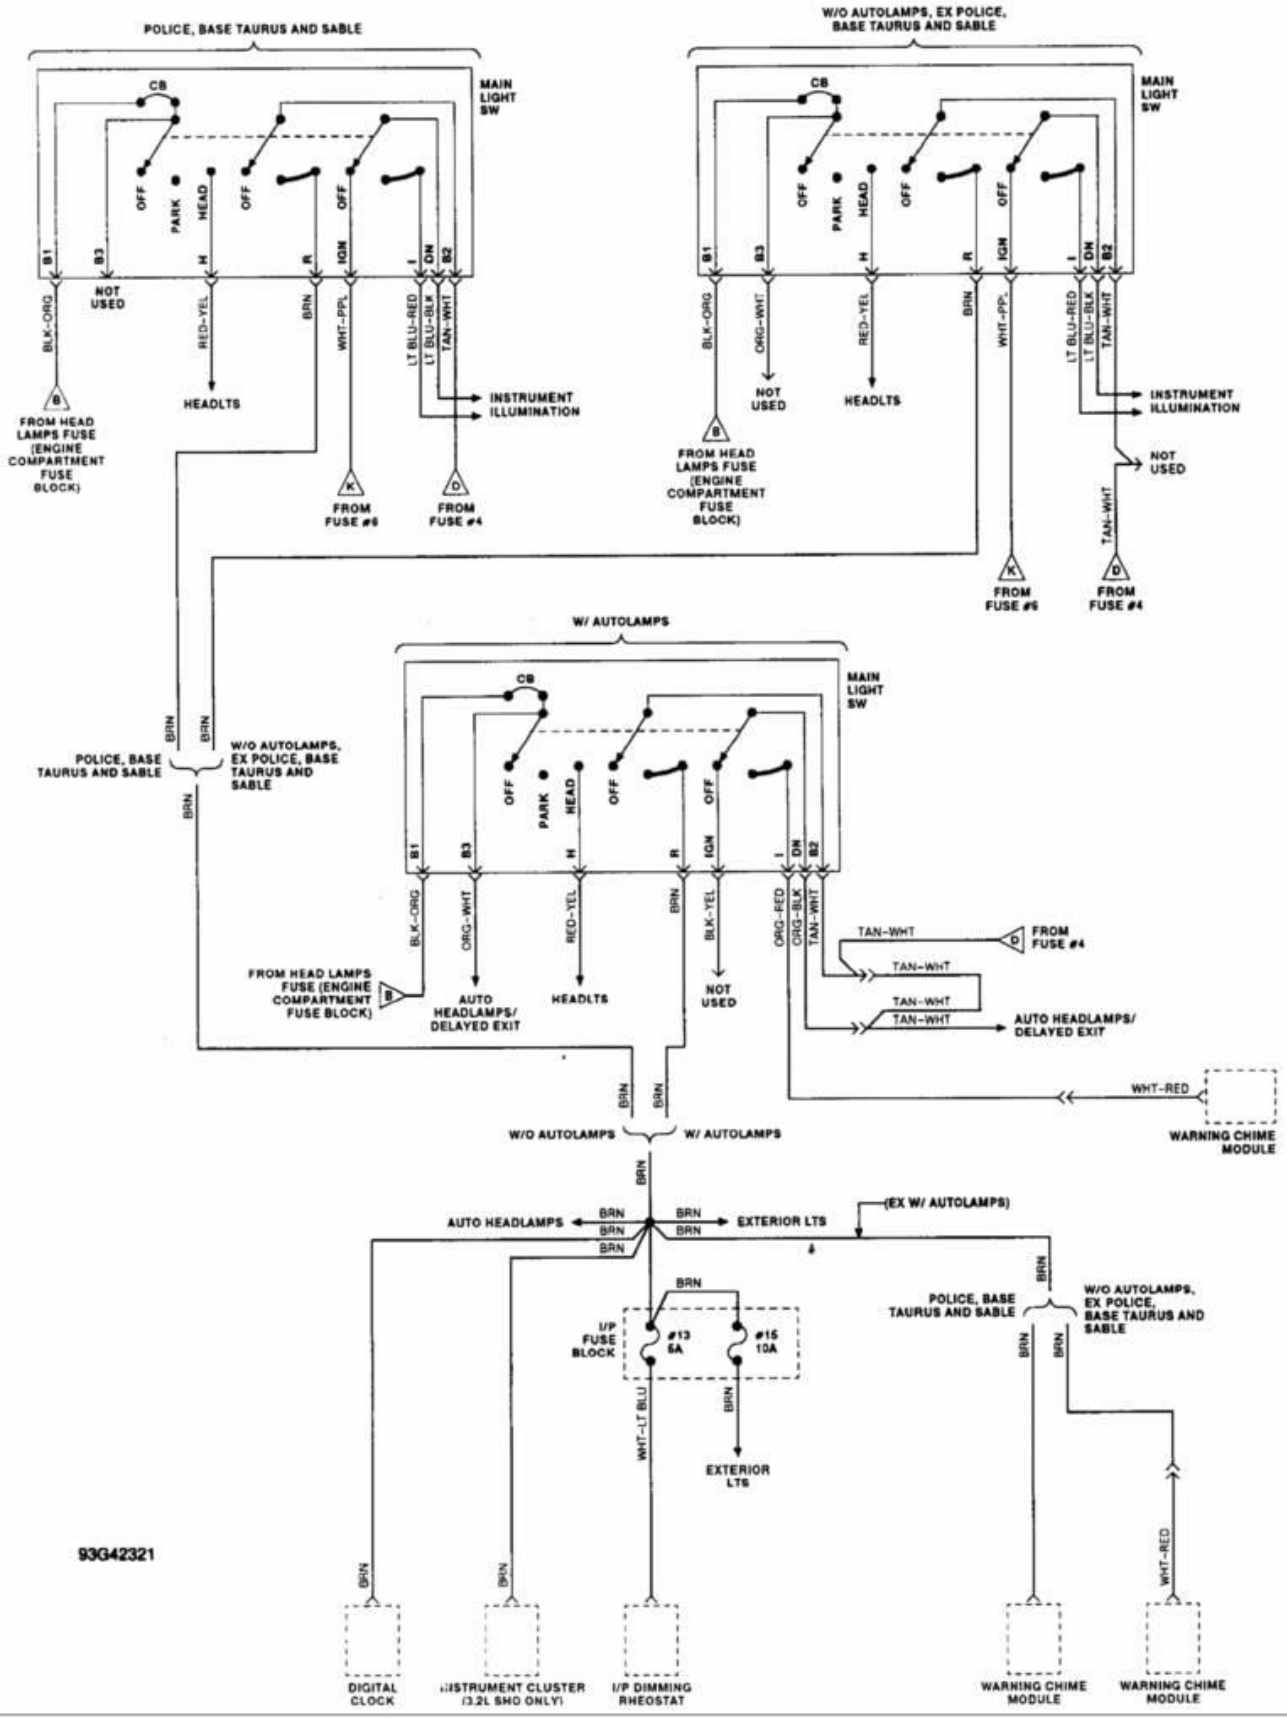 POLICE, BASE TAURUS AND SABLE
MAIN
LIGHT
SW
CB
OFF
PARK
HEAD
OFF
OFF
B1
B3
H
R
IGN
I
DN
B2
NOT
USED
BLK-ORG
RED-YEL
BRN
WHT-PPL
LT BLU-RED
LT BLU-BLK
TAN-WHT
HEADLTS
INSTRUMENT
ILLUMINATION
B
FROM HEAD
LAMPS FUSE
(ENGINE
COMPARTMENT
FUSE
BLOCK)
K
FROM
FUSE #6
D
FROM
FUSE #4
W/O AUTOLAMPS, EX POLICE,
BASE TAURUS AND SABLE
MAIN
LIGHT
SW
CB
OFF
PARK
HEAD
OFF
OFF
B1
B3
H
R
IGN
I
DN
B2
BLK-ORG
ORG-WHT
RED-YEL
BRN
WHT-PPL
LT BLU-RED
LT BLU-BLK
TAN-WHT
NOT
USED
HEADLTS
INSTRUMENT
ILLUMINATION
B
FROM HEAD
LAMPS FUSE
(ENGINE
COMPARTMENT
FUSE
BLOCK)
NOT
USED
TAN-WHT
K
FROM
FUSE #6
D
FROM
FUSE #4
W/ AUTOLAMPS
MAIN
LIGHT
SW
CB
OFF
PARK
HEAD
OFF
OFF
B1
B3
H
R
IGN
I
DN
B2
BRN
BRN
POLICE, BASE
TAURUS AND SABLE
W/O AUTOLAMPS,
EX POLICE, BASE
TAURUS AND
SABLE
BRN
BLK-ORG
ORG-WHT
RED-YEL
BRN
BLK-YEL
ORG-RED
ORG-BLK
TAN-WHT
TAN-WHT
D
FROM
FUSE #4
TAN-WHT
TAN-WHT
TAN-WHT
AUTO HEADLAMPS/
DELAYED EXIT
FROM HEAD LAMPS
FUSE (ENGINE
COMPARTMENT
FUSE BLOCK)
B
AUTO
HEADLAMPS/
DELAYED EXIT
HEADLTS
NOT
USED
WHT-RED
WARNING CHIME
MODULE
BRN
BRN
W/O AUTOLAMPS
W/ AUTOLAMPS
BRN
AUTO HEADLAMPS
BRN
BRN
EXTERIOR LTS
(EX W/ AUTOLAMPS)
BRN
BRN
BRN
BRN
POLICE, BASE
TAURUS AND SABLE
W/O AUTOLAMPS,
EX POLICE,
BASE TAURUS AND
SABLE
BRN
I/P
FUSE
BLOCK
#13
5A
#15
10A
BRN
BRN
WHT-LT BLU
BRN
EXTERIOR
LTS
93G42321
BRN
BRN
WHT-RED
DIGITAL
CLOCK
INSTRUMENT CLUSTER
(3.2L SHO ONLY)
I/P DIMMING
RHEOSTAT
WARNING CHIME
MODULE
WARNING CHIME
MODULE